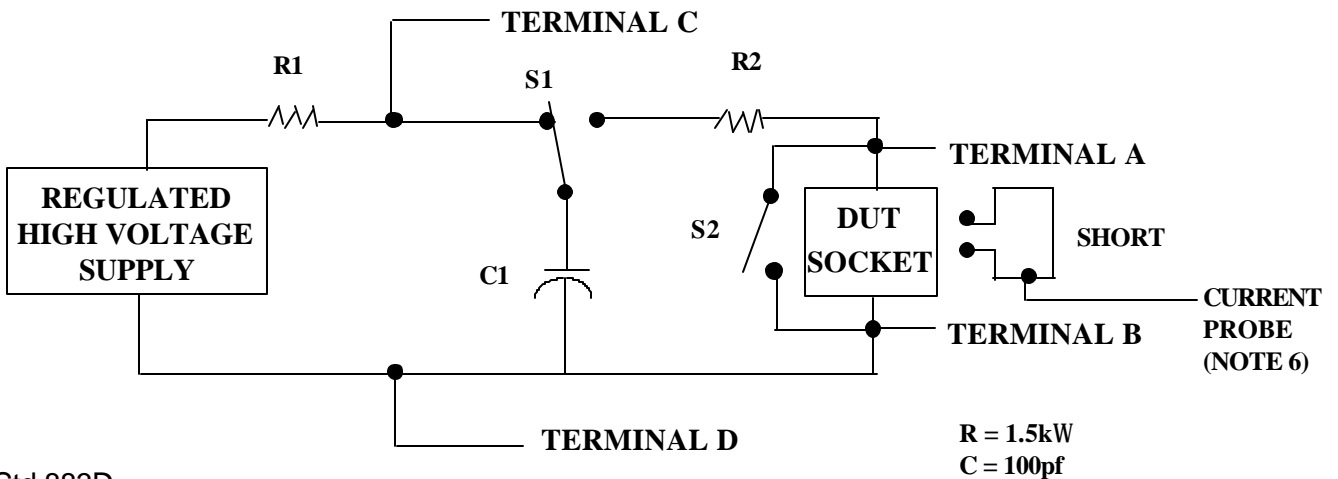 TERMINAL C
R1
S1
R2
TERMINAL A
REGULATED
HIGH VOLTAGE
SUPPLY
DUT
SOCKET
S2
SHORT
C1
CURRENT
PROBE
(NOTE 6)
TERMINAL B
TERMINAL D
R = 1.5kW
C = 100pf